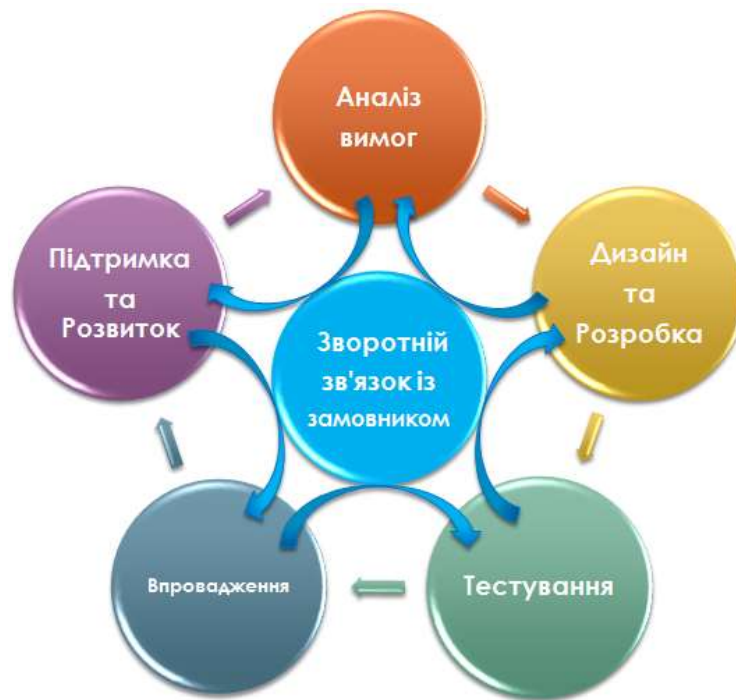 Аналіз
вимог
Дизайн
та
Розробка
Тестування
Впровадження
Підтримка
та
Розвиток
Зворотній
зв'язок із
замовником